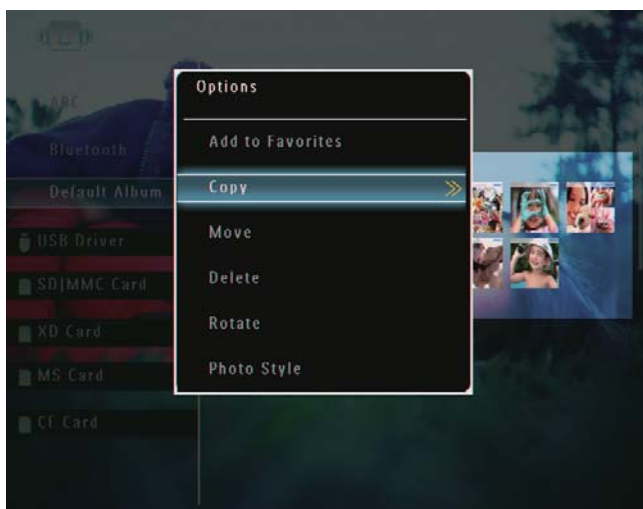 Options
Add to Favorites
Copy
Move
Delete
Rotate
Photo Style
ABC
Bluetooth
Default Album
USB Driver
SD|MMC Card
XD Card
MS Card
CF Card